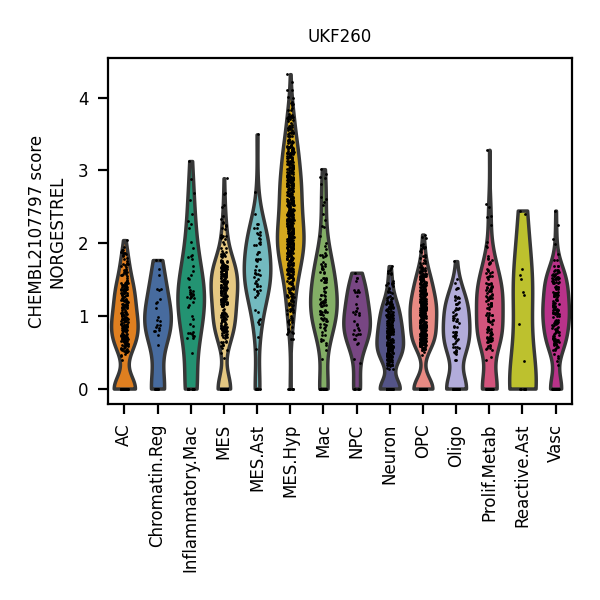 UKF260
CHEMBL2107797 score
NORGESTREL
4
3
2
1
0
AC
Chromatin.Reg
Inflammatory.Mac
MES
MES.Ast
MES.Hyp
Mac
NPC
Neuron
OPC
Oligo
Prolif.Metab
Reactive.Ast
Vasc